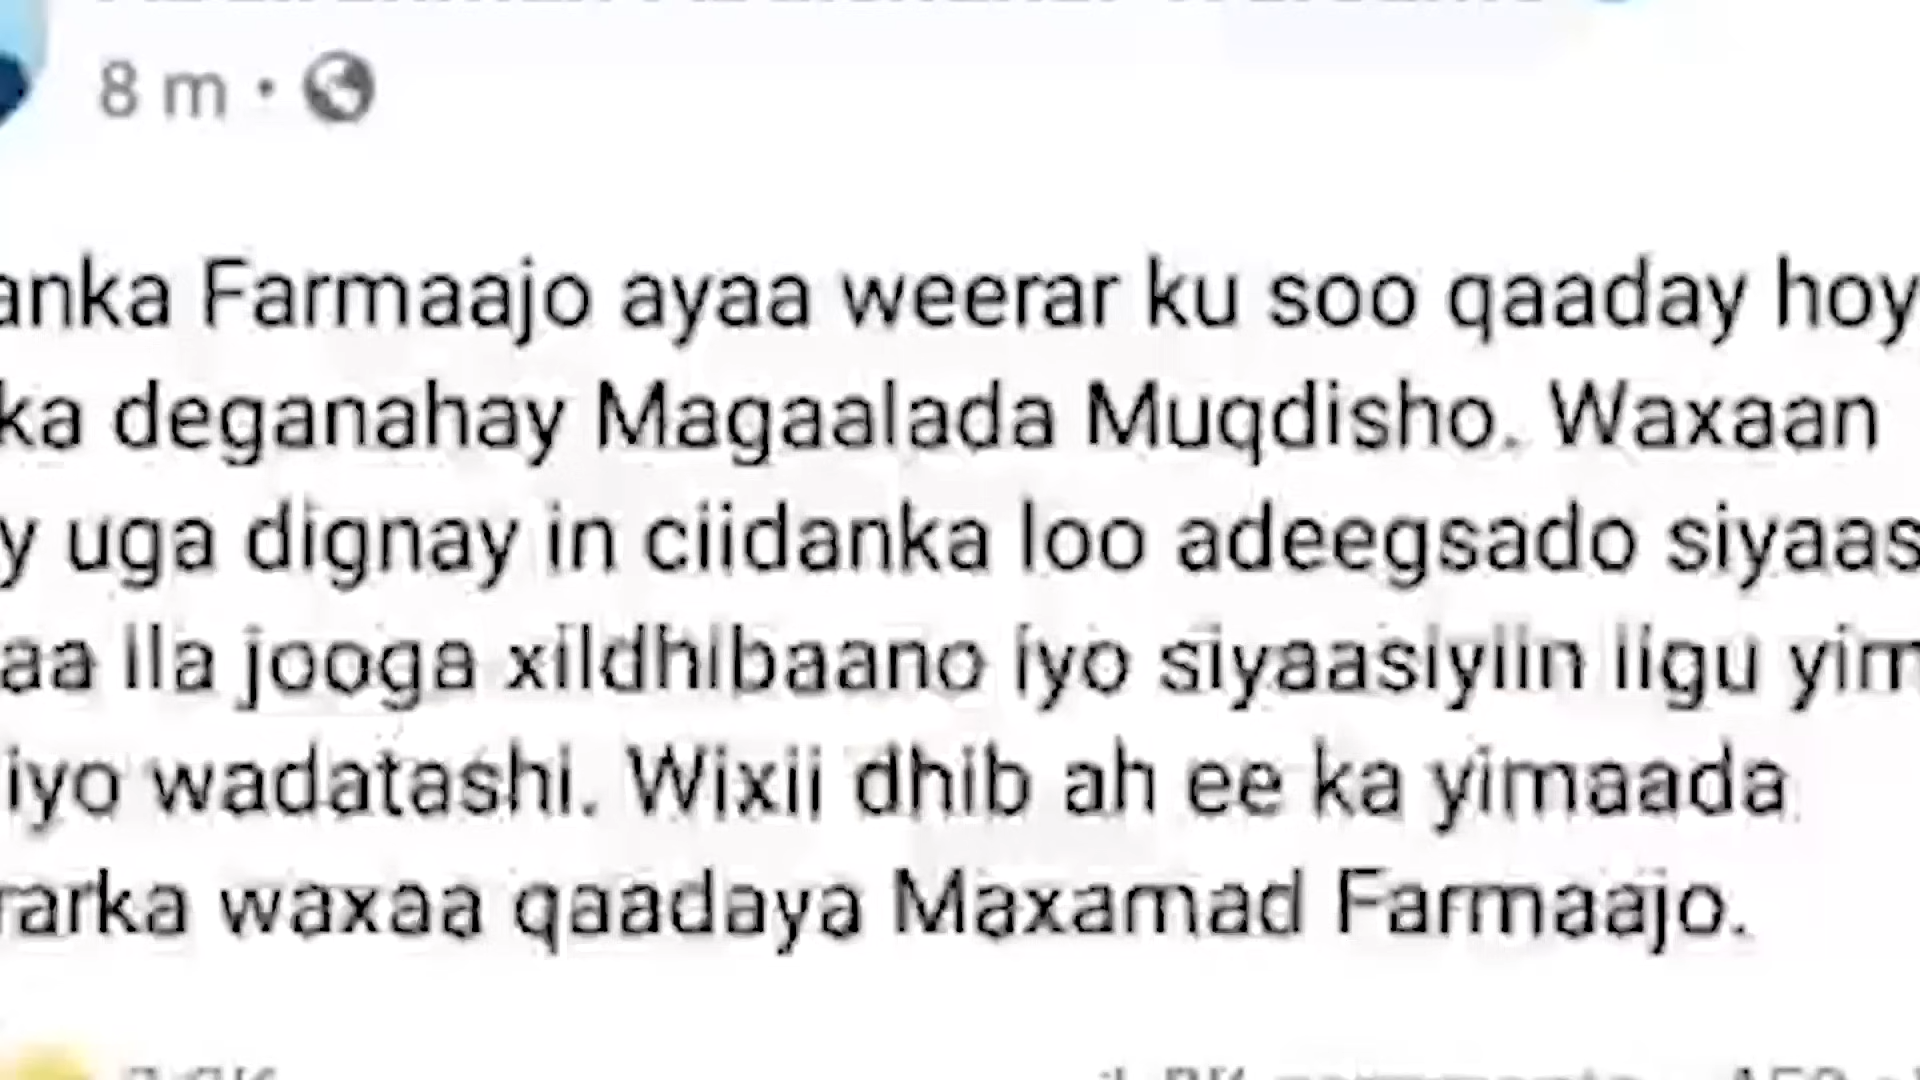 8 m ·
anka Farmaajo ayaa weerar ku soo qaaday hoy
ka deganahay Magaalada Muqdisho. Waxaan
y uga dignay in ciidanka loo adeegsado siyaas
aa ila jooga xildhibaano iyo siyaasiyiin iigu yim
iyo wadatashi. Wixii dhib ah ee ka yimaada
rarka waxaa qaadaya Maxamad Farmaajo.